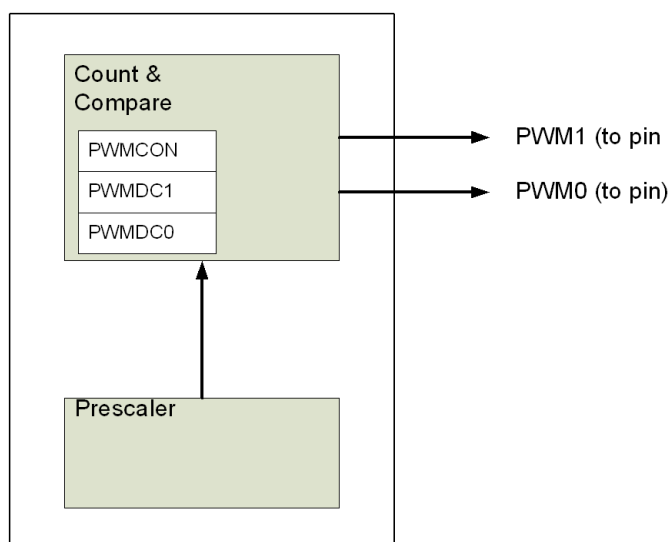 Count &
Compare
PWMCON
PWMDC1
PWMDC0
PWM1 (to pin
PWM0 (to pin)
Prescaler